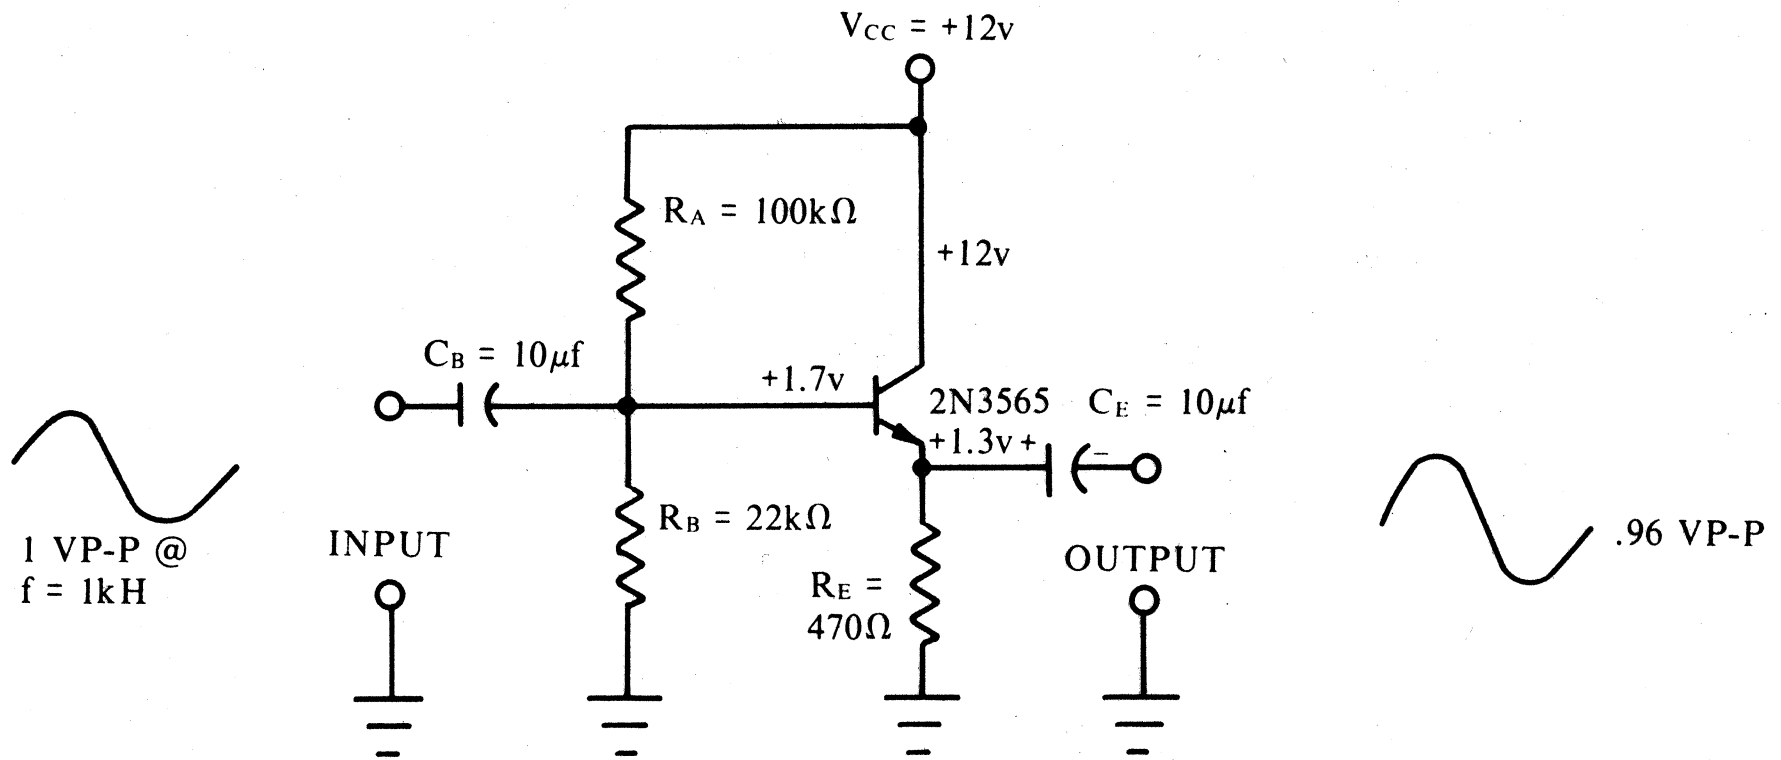 VCC = +12v
RA = 100kΩ
+12v
CB = 10µf
+1.7v
2N3565
CE = 10µf
+1.3v +
−
RB = 22kΩ
1 VP-P @
f = 1kH
INPUT
OUTPUT
.96 VP-P
RE =
470Ω